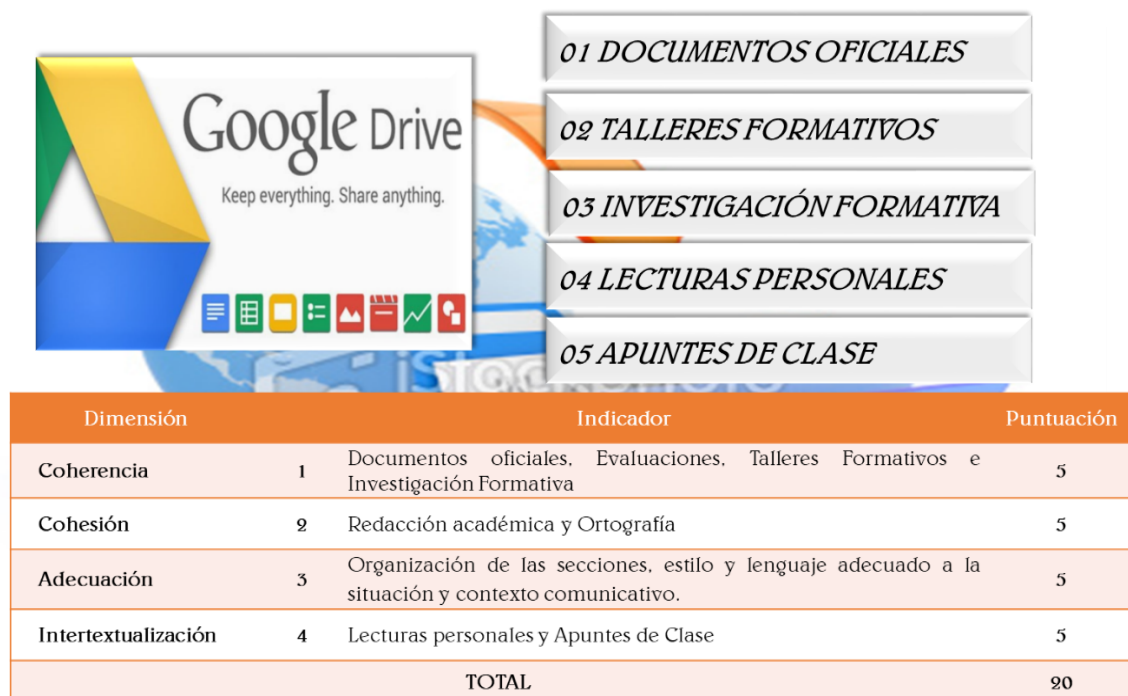 Google Drive
Keep everything. Share anything.
01 DOCUMENTOS OFICIALES
02 TALLERES FORMATIVOS
03 INVESTIGACIÓN FORMATIVA
04 LECTURAS PERSONALES
05 APUNTES DE CLASE
Dimensión Indicador Puntuación
Coherencia 1 Documentos oficiales, Evaluaciones, Talleres Formativos e
Investigación Formativa 5
Cohesión 2 Redacción académica y Ortografía 5
Adecuación 3 Organización de las secciones, estilo y lenguaje adecuado a la
situación y contexto comunicativo. 5
Intertextualización 4 Lecturas personales y Apuntes de Clase 5
TOTAL 20